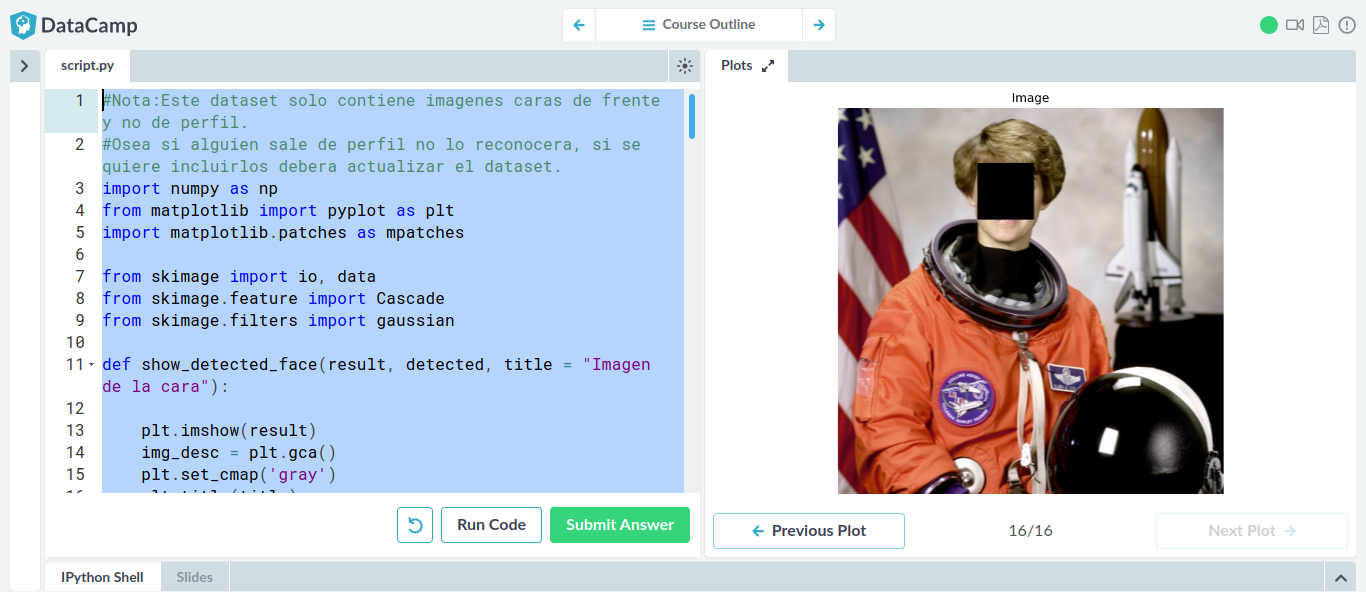 DataCamp
Course Outline
script.py
1 #Nota:Este dataset solo contiene imagenes caras de frente
y no de perfil.
2 #Osea si alguien sale de perfil no lo reconocera, si se
quiere incluirlos debera actualizar el dataset.
3 import numpy as np
4 from matplotlib import pyplot as plt
5 import matplotlib.patches as mpatches
6
7 from skimage import io, data
8 from skimage.feature import Cascade
9 from skimage.filters import gaussian
10
11 def show_detected_face(result, detected, title = "Imagen
de la cara"):
12
13 plt.imshow(result)
14 img_desc = plt.gca()
15 plt.set_cmap('gray')
Run Code
Submit Answer
IPython Shell
Slides
Plots
Image
Previous Plot
16/16
Next Plot